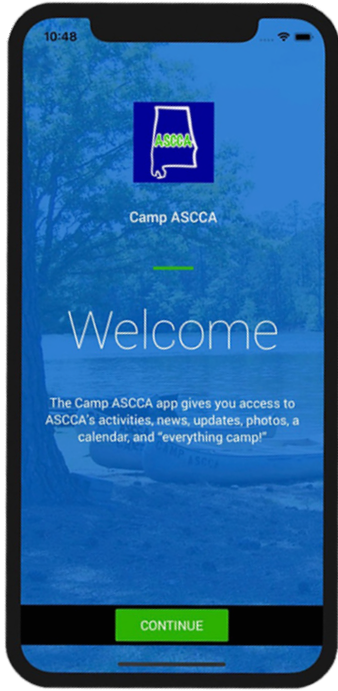 10:48
ASCCA
Camp ASCCA
Welcome
The Camp ASCCA app gives you access to
ASCCA's activities, news, updates, photos, a
calendar, and “everything camp!”
ASCCA
CONTINUE